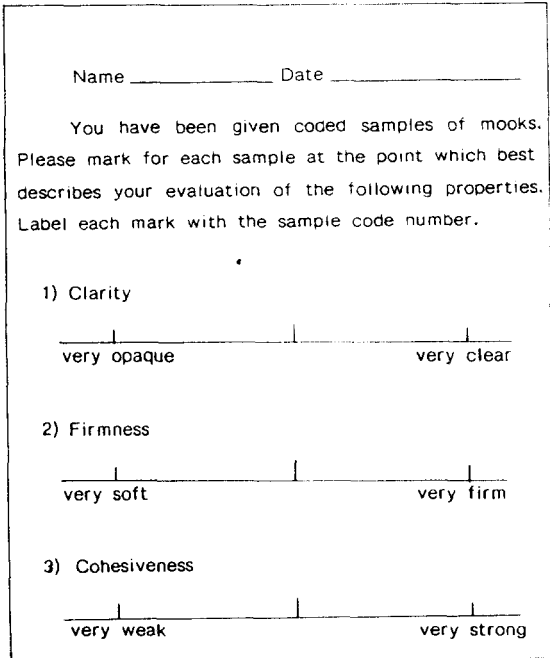 Name Date
You have been given coded samples of mooks.
Please mark for each sample at the point which best
describes your evaluation of the following properties.
Label each mark with the sample code number.
1) Clarity
very opaque very clear
2) Firmness
very soft very firm
3) Cohesiveness
very weak very strong